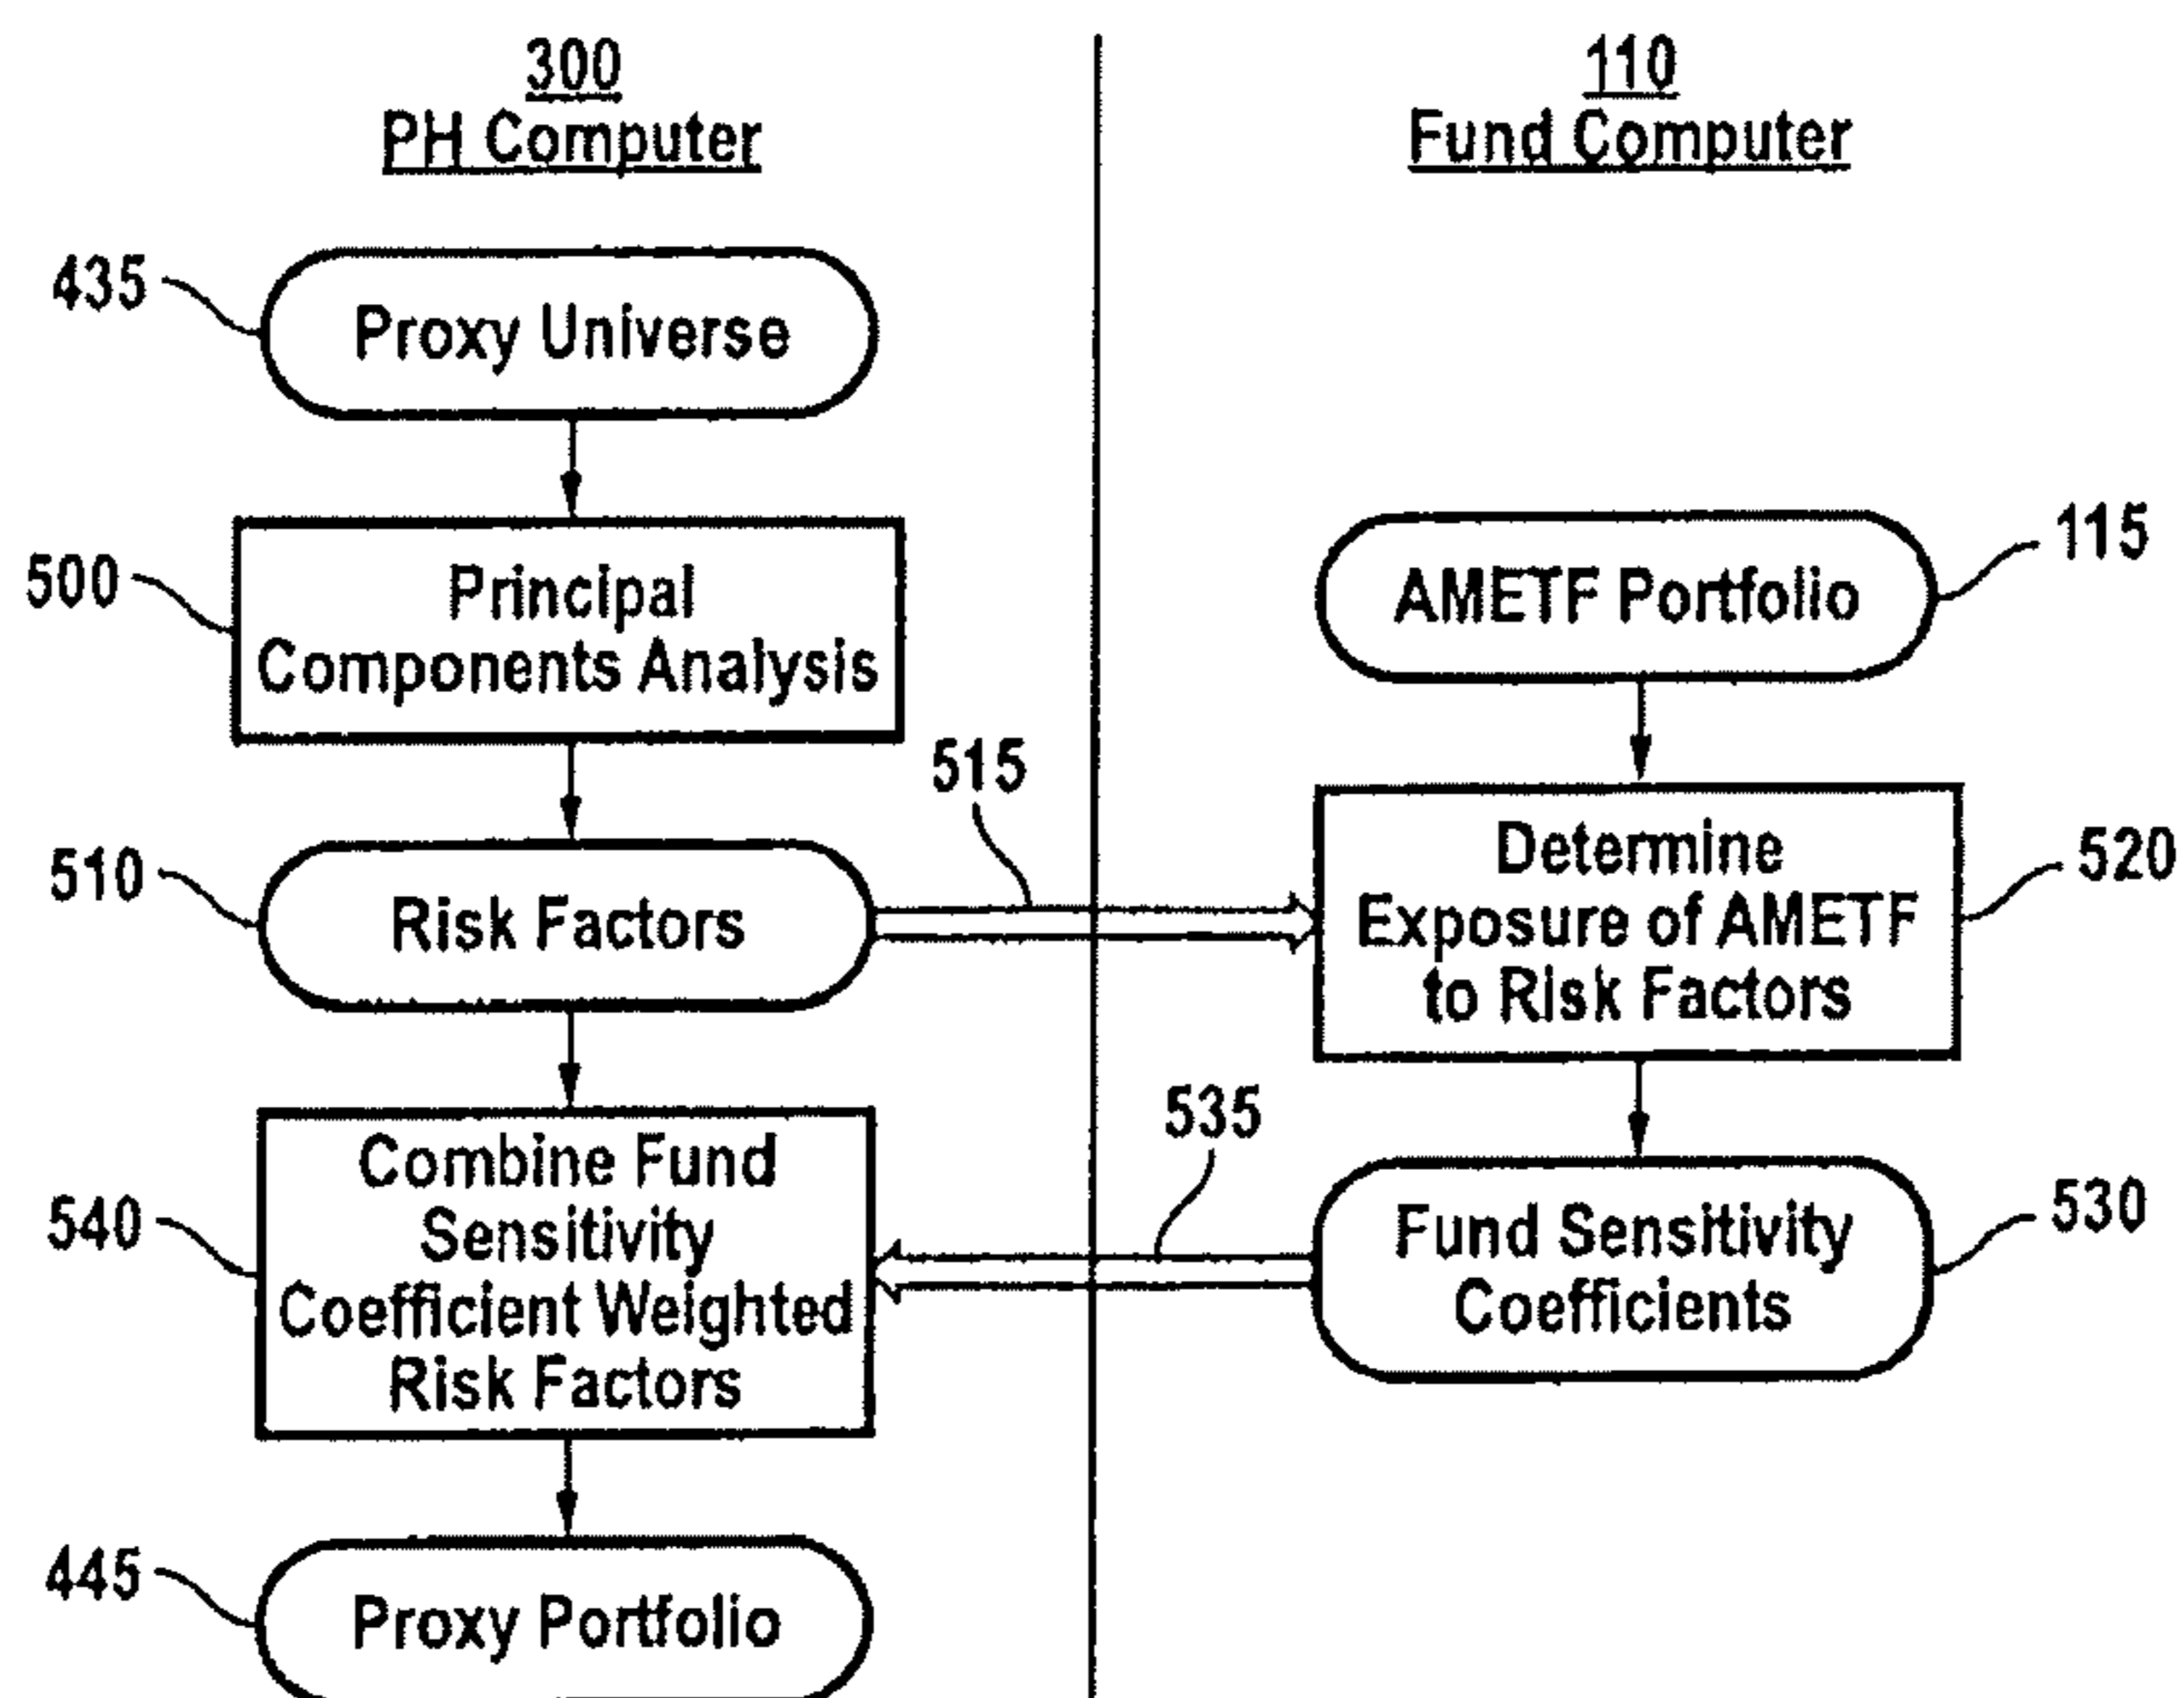 300
PH Computer
110
Fund Computer
435
Proxy Universe
500
Principal
Components Analysis
AMETF Portfolio
115
515
510
Risk Factors
Determine
Exposure of AMETF
to Risk Factors
520
535
540
Combine Fund
Sensitivity
Coefficient Weighted
Risk Factors
Fund Sensitivity
Coefficients
530
445
Proxy Portfolio